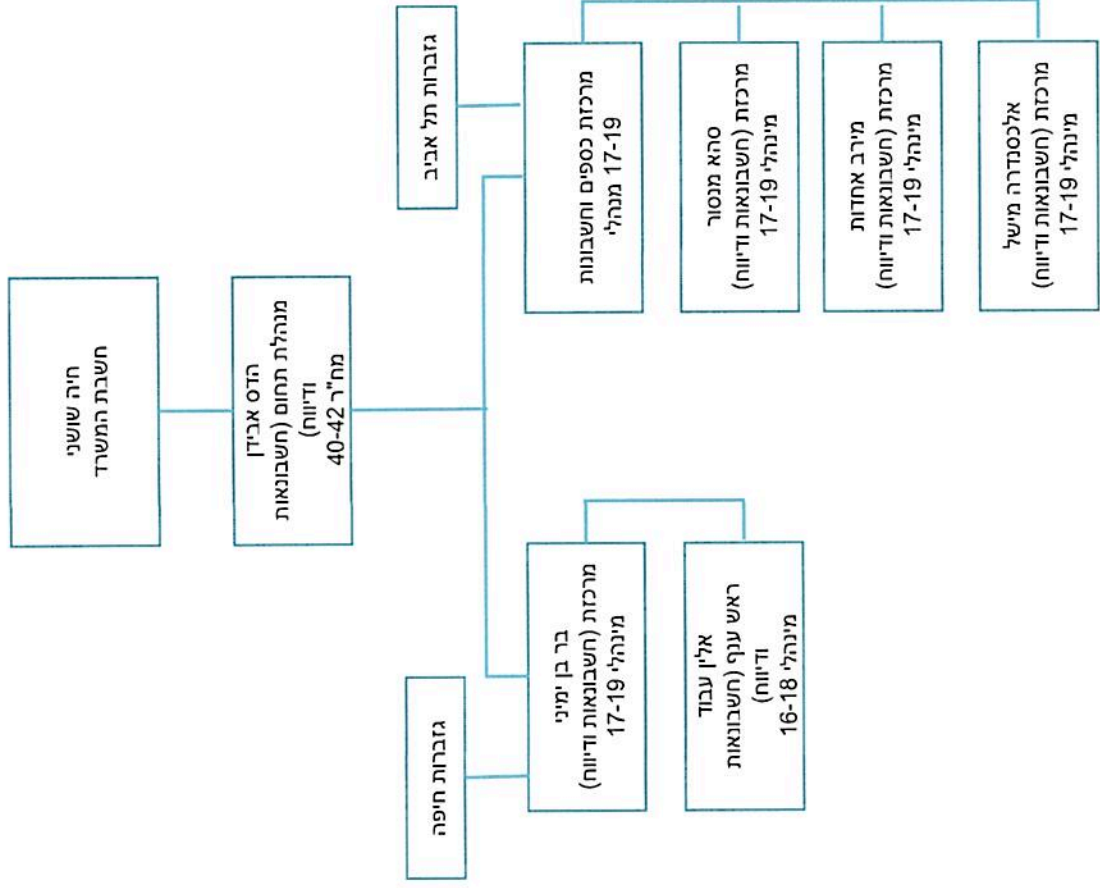 חיה שושני
חשבת המשרד
הדס אבידן
מנהלת תחום (חשבונאות
ודיווח)
מח"ר 40-42
גזברות תל אביב
מרכזת כספים וחשבונות
17-19 מנהלי
סהא מנסור
מרכזת (חשבונאות ודיווח)
מינהלי 17-19
מירב אחדות
מרכזת (חשבונאות ודיווח)
מינהלי 17-19
אלכסנדרה מישל
מרכזת (חשבונאות ודיווח)
מינהלי 17-19
גזברות חיפה
בר בן ימיני
מרכזת (חשבונאות ודיווח)
מינהלי 17-19
אלין עבוד
ראש ענף (חשבונאות
ודיווח)
מינהלי 16-18